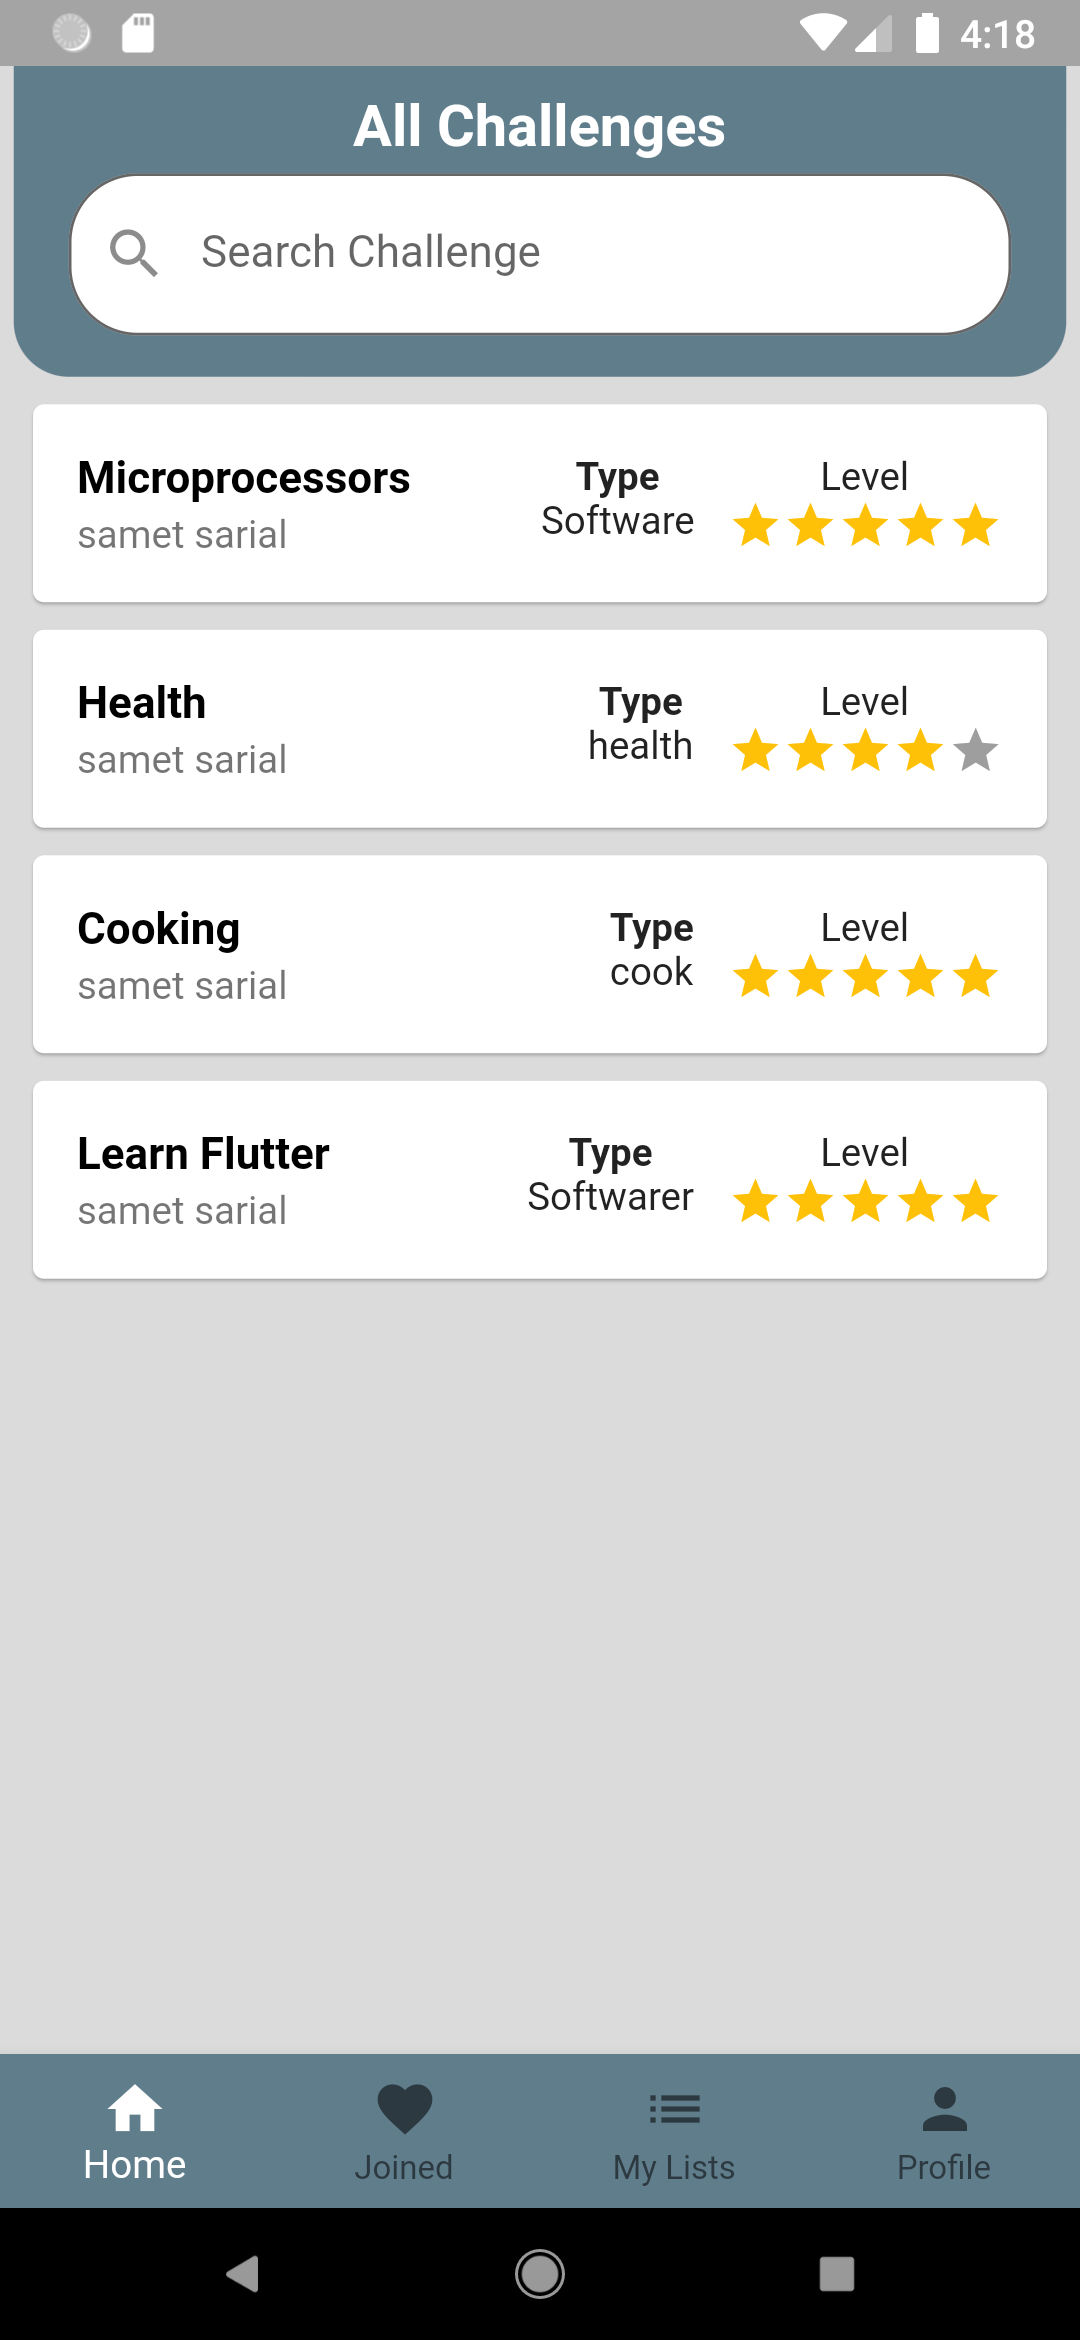 4:18
All Challenges
Search Challenge
Microprocessors
samet sarial
Type
Software
Level
Health
samet sarial
Type
health
Level
Cooking
samet sarial
Type
cook
Level
Learn Flutter
samet sarial
Type
Softwarer
Level
Home
Joined
My Lists
Profile